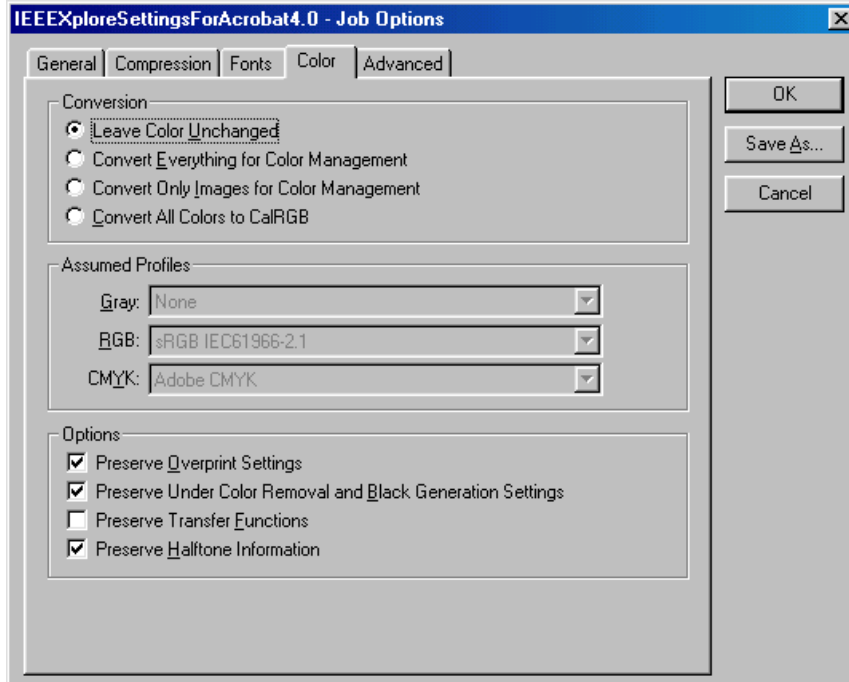 IEEEXploreSettingsForAcrobat4.0 - Job Options
General Compression Fonts Color Advanced
Conversion
Leave Color Unchanged
Convert Everything for Color Management
Convert Only Images for Color Management
Convert All Colors to CalRGB
Assumed Profiles
Gray: None
RGB: sRGB IEC61966-2.1
CMYK: Adobe CMYK
Options
Preserve Overprint Settings
Preserve Under Color Removal and Black Generation Settings
Preserve Transfer Functions
Preserve Halftone Information
OK
Save As...
Cancel